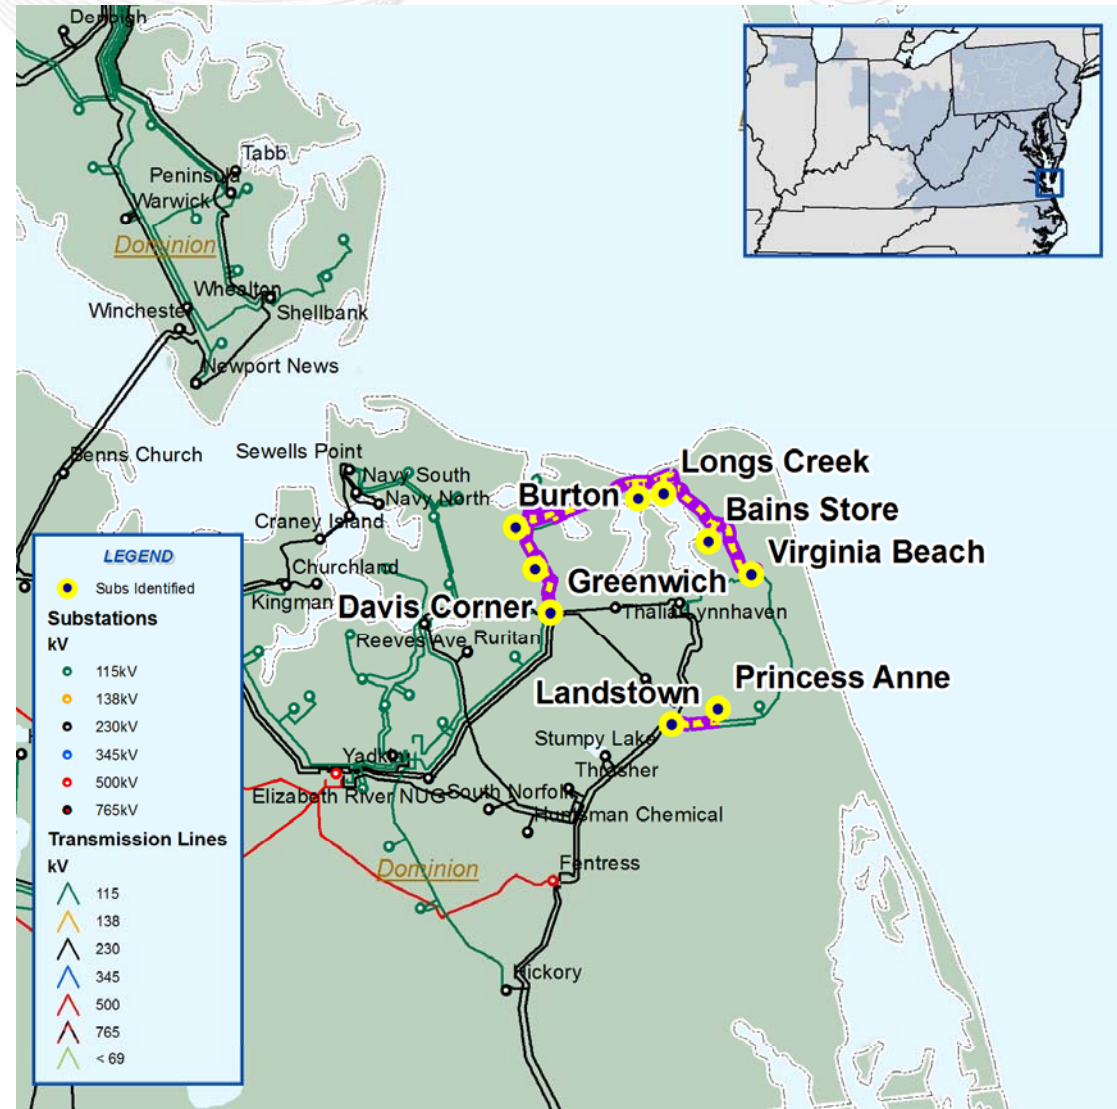 Denbigh
Tabb
Peninsula
Warwick
Dominion
Whealton
Winchester
Shellbank
Newport News
Benns Church
Sewells Point
Navy South
Navy North
Craney Island
Churchland
Kingman
Reeves Ave
Ruritan
Longs Creek
Burton
Bains Store
Virginia Beach
Greenwich
Davis Corner
Thalia
Lynnhaven
Princess Anne
Landstown
Stumpy Lake
Thrasher
Yadkin
Elizabeth River NUG
South Norfolk
Huntsman Chemical
Dominion
Fentress
Hickory
LEGEND
Subs Identified
Substations
kV
115kV
138kV
230kV
345kV
500kV
765kV
Transmission Lines
kV
115
138
230
345
500
765
< 69